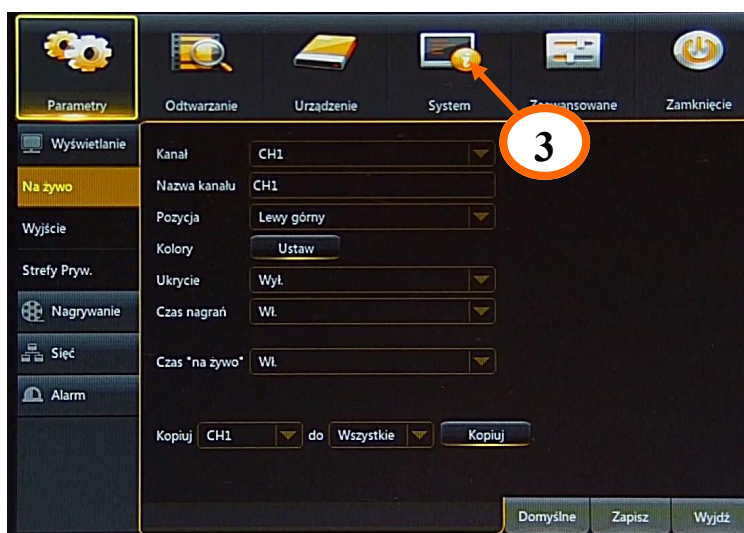 Parametry Odtwarzanie Urządzenie System Zaawansowane Zamknięcie
3
Wyświetlanie
Na żywo
Wyjście
Strefy Pryw.
Nagrywanie
Sięć
Alarm
Kanał CH1
Nazwa kanału CH1
Pozycja Lewy górny
Kolory Ustaw
Ukrycie Wył.
Czas nagrań Wł.
Czas "na żywo" Wł.
Kopiuj CH1 do Wszystkie Kopiuj
Domyślne Zapisz Wyjdź